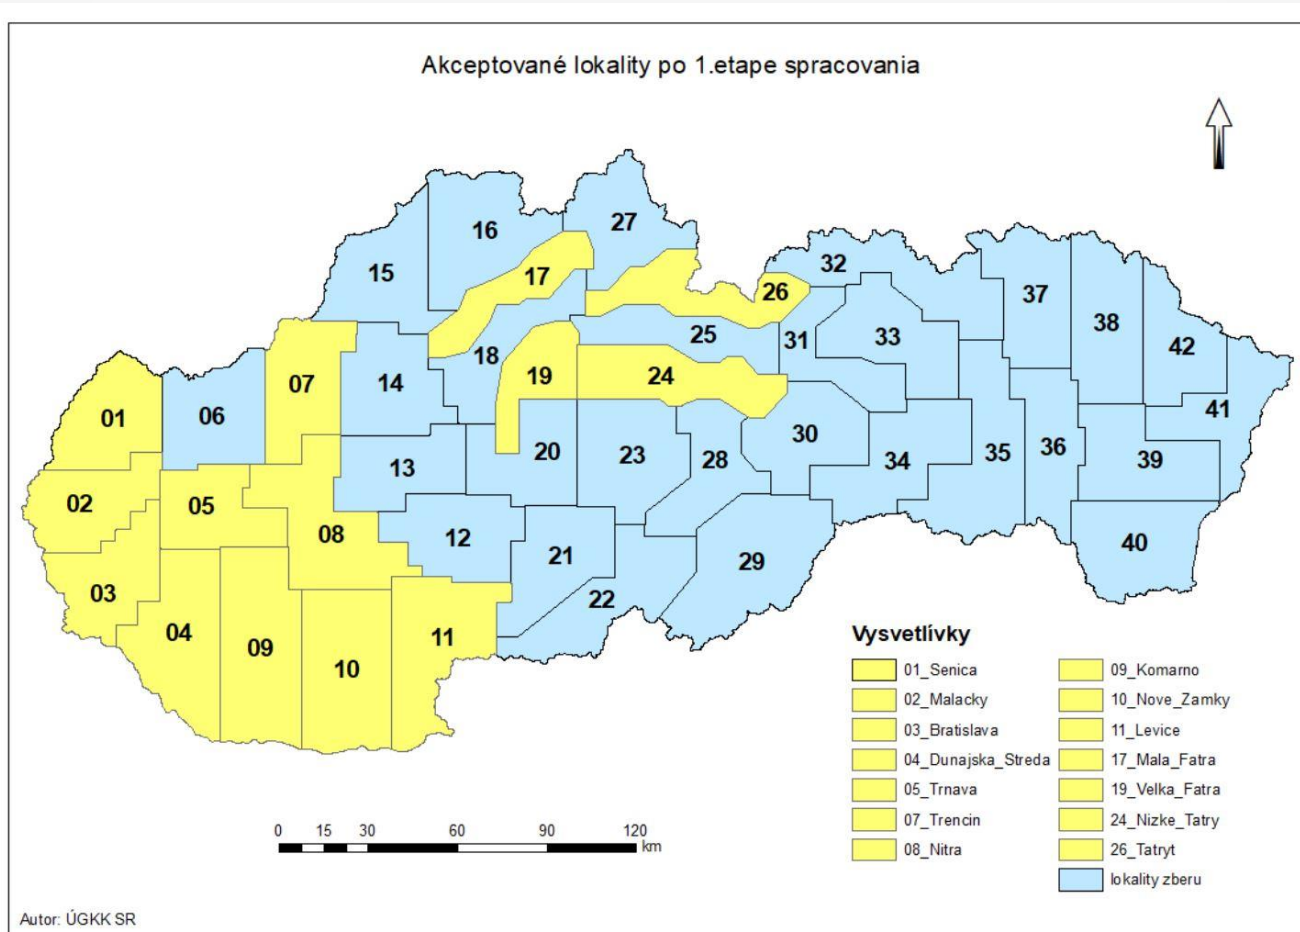 Akceptované lokality po 1.etape spracovania
27
16
32
15
17
26
37
38
33
25
31
42
18
07
14
19
24
01
06
41
30
20
23
28
35
36
34
39
13
02
05
08
12
40
21
29
03
22
04
11
09
10
Vysvetlívky
01_Senica
02_Malacky
03_Bratislava
04_Dunajska_Streda
05_Trnava
07_Trencin
08_Nitra
09_Komarno
10_Nove_Zamky
11_Levice
17_Mala_Fatra
19_Velka_Fatra
24_Nizke_Tatry
26_Tatryt
lokality zberu
0 15 30 60 90 120
km
Autor: ÚGKK SR